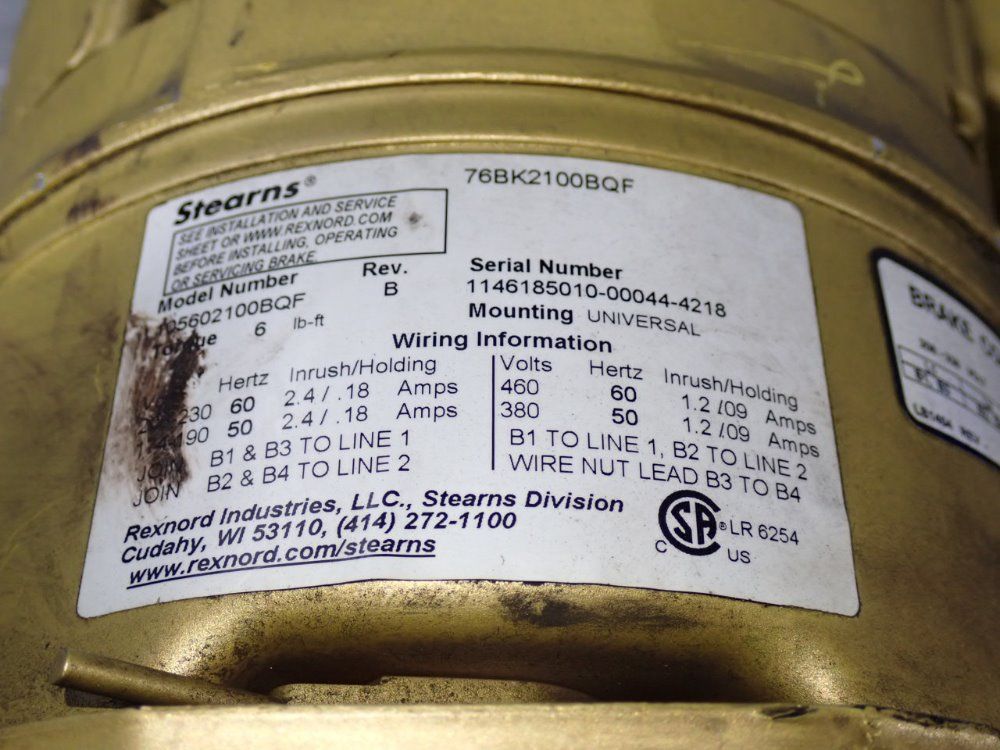 Stearns®
76BK2100BQF
SEE INSTALLATION AND SERVICE
SHEET OR WWW.REXNORD.COM
BEFORE INSTALLING, OPERATING
OR SERVICING BRAKE.
Model Number Rev. Serial Number
05602100BQF B 1146185010-00044-4218
Torque 6 lb-ft Mounting UNIVERSAL
Wiring Information
Hertz Inrush/Holding
230 60 2.4 / .18 Amps
190 50 2.4 / .18 Amps
JOIN B1 & B3 TO LINE 1
JOIN B2 & B4 TO LINE 2
Volts Hertz Inrush/Holding
460 60 1.2 /09 Amps
380 50 1.2 /09 Amps
B1 TO LINE 1, B2 TO LINE 2
WIRE NUT LEAD B3 TO B4
Rexnord Industries, LLC., Stearns Division
Cudahy, WI 53110, (414) 272-1100
www.rexnord.com/stearns
C SA ® US
LR 6254
BRAKE